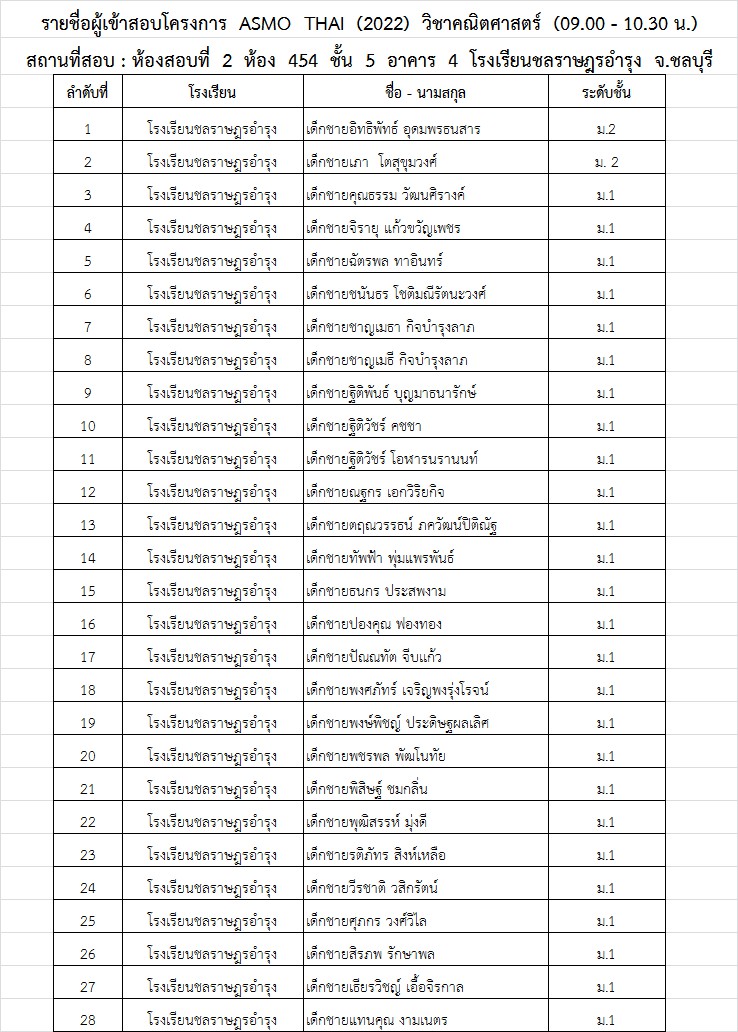 รายชื่อผู้เข้าสอบโครงการ ASMO THAI (2022) วิชาคณิตศาสตร์ (09.00 - 10.30 น.)
สถานที่สอบ : ห้องสอบที่ 2 ห้อง 454 ชั้น 5 อาคาร 4 โรงเรียนชลราษฎรอำรุง จ.ชลบุรี
ลำดับที่ โรงเรียน ชื่อ - นามสกุล ระดับชั้น
1 โรงเรียนชลราษฎรอำรุง เด็กชายอิทธิพัทธ์ อุดมพรธนสาร ม.2
2 โรงเรียนชลราษฎรอำรุง เด็กชายเภา โตสุขุมวงศ์ ม. 2
3 โรงเรียนชลราษฎรอำรุง เด็กชายคุณธรรม วัฒนศิรางค์ ม.1
4 โรงเรียนชลราษฎรอำรุง เด็กชายจิรายุ แก้วขวัญเพชร ม.1
5 โรงเรียนชลราษฎรอำรุง เด็กชายฉัตรพล ทาอินทร์ ม.1
6 โรงเรียนชลราษฎรอำรุง เด็กชายชนันธร โชติมณีรัตนะวงศ์ ม.1
7 โรงเรียนชลราษฎรอำรุง เด็กชายชาญเมธา กิจบำรุงลาภ ม.1
8 โรงเรียนชลราษฎรอำรุง เด็กชายชาญเมธี กิจบำรุงลาภ ม.1
9 โรงเรียนชลราษฎรอำรุง เด็กชายฐิติพันธ์ บุญมาธนารักษ์ ม.1
10 โรงเรียนชลราษฎรอำรุง เด็กชายฐิติวัชร์ คชชา ม.1
11 โรงเรียนชลราษฎรอำรุง เด็กชายฐิติวัชร์ โอฬารนรานนท์ ม.1
12 โรงเรียนชลราษฎรอำรุง เด็กชายณฐกร เอกวิริยกิจ ม.1
13 โรงเรียนชลราษฎรอำรุง เด็กชายตฤณวรรธน์ ภควัฒน์ปิติณัฐ ม.1
14 โรงเรียนชลราษฎรอำรุง เด็กชายทัพฟ้า พุ่มแพรพันธ์ ม.1
15 โรงเรียนชลราษฎรอำรุง เด็กชายธนกร ประสพงาม ม.1
16 โรงเรียนชลราษฎรอำรุง เด็กชายปองคุณ ฟองทอง ม.1
17 โรงเรียนชลราษฎรอำรุง เด็กชายปัณณทัต จีบแก้ว ม.1
18 โรงเรียนชลราษฎรอำรุง เด็กชายพงศภัทร์ เจริญพงรุ่งโรจน์ ม.1
19 โรงเรียนชลราษฎรอำรุง เด็กชายพงษ์พิชญ์ ประดิษฐผลเลิศ ม.1
20 โรงเรียนชลราษฎรอำรุง เด็กชายพชรพล พัฒโนทัย ม.1
21 โรงเรียนชลราษฎรอำรุง เด็กชายพิสิษฐ์ ชมกลิ่น ม.1
22 โรงเรียนชลราษฎรอำรุง เด็กชายพุฒิสรรห์ มุ่งดี ม.1
23 โรงเรียนชลราษฎรอำรุง เด็กชายรติภัทร สิงห์เหลือ ม.1
24 โรงเรียนชลราษฎรอำรุง เด็กชายวีรชาติ วสิกรัตน์ ม.1
25 โรงเรียนชลราษฎรอำรุง เด็กชายศุภกร วงศ์วิไล ม.1
26 โรงเรียนชลราษฎรอำรุง เด็กชายสิรภพ รักษาพล ม.1
27 โรงเรียนชลราษฎรอำรุง เด็กชายเธียรวิชญ์ เอื้อจิรกาล ม.1
28 โรงเรียนชลราษฎรอำรุง เด็กชายแทนคุณ งามเนตร ม.1